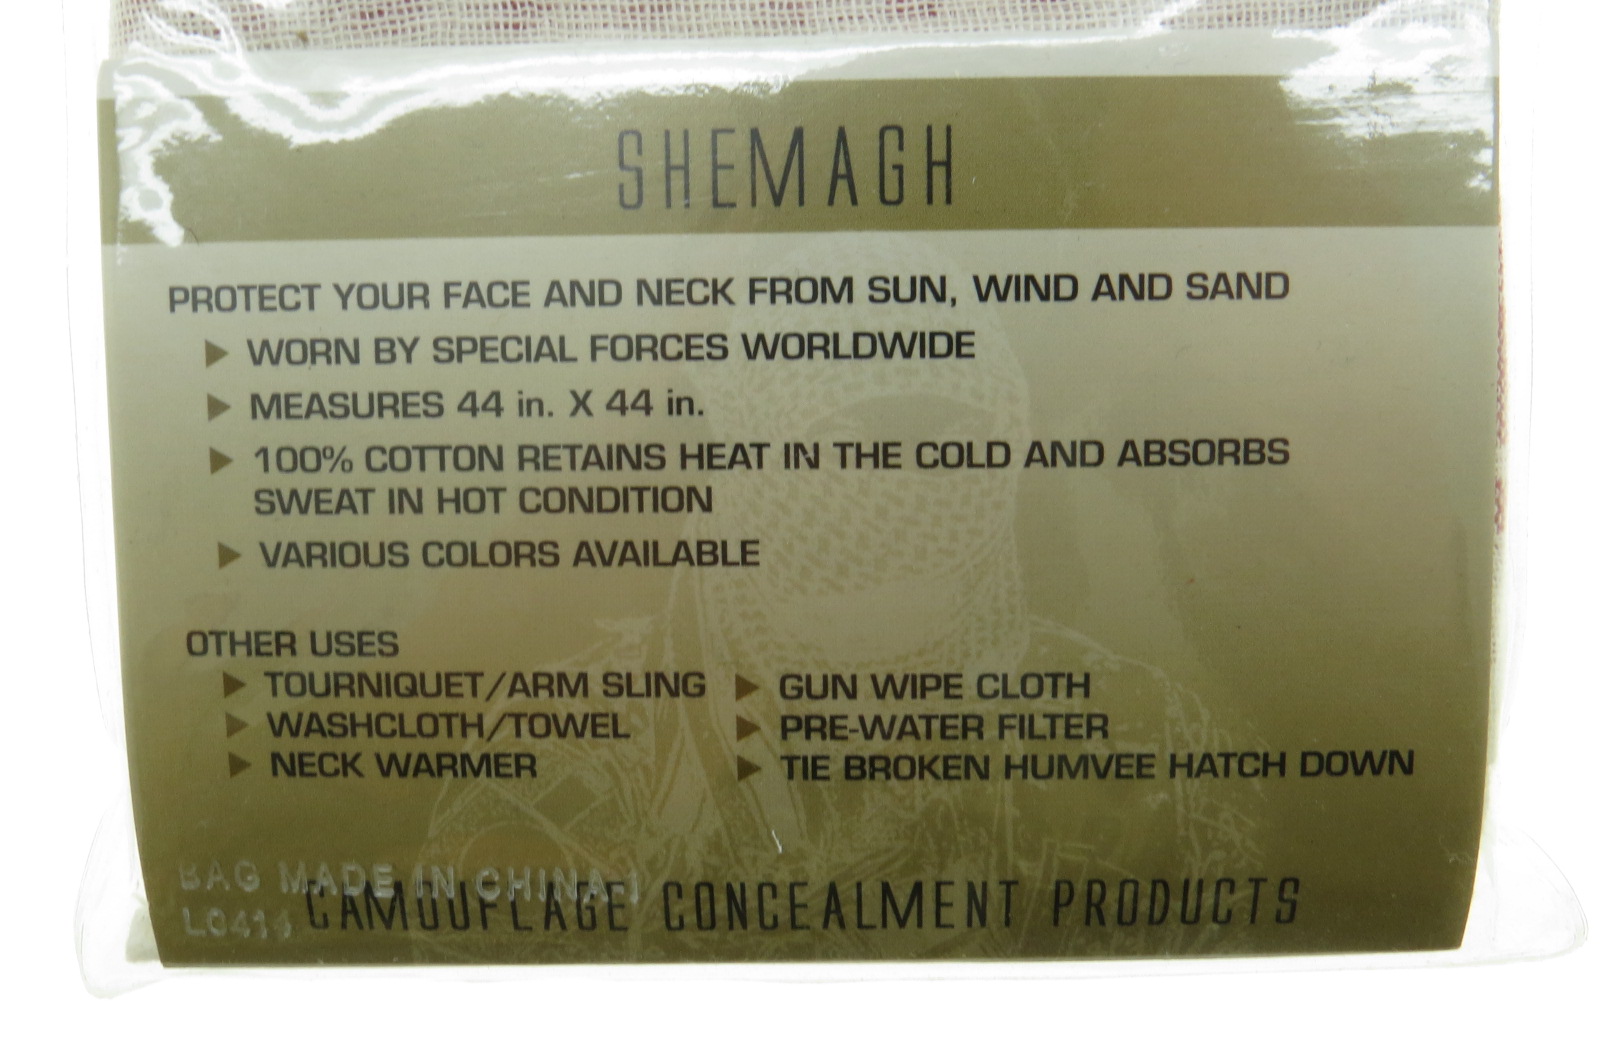 SHEMAGH
PROTECT YOUR FACE AND NECK FROM SUN, WIND AND SAND
WORN BY SPECIAL FORCES WORLDWIDE
MEASURES 44 in. X 44 in.
100% COTTON RETAINS HEAT IN THE COLD AND ABSORBS
SWEAT IN HOT CONDITION
VARIOUS COLORS AVAILABLE
OTHER USES
TOURNIQUET/ARM SLING
WASHCLOTH/TOWEL
NECK WARMER
GUN WIPE CLOTH
PRE-WATER FILTER
TIE BROKEN HUMVEE HATCH DOWN
BAG MADE IN CHINA-1
CAMOUFLAGE CONCEALMENT PRODUCTS